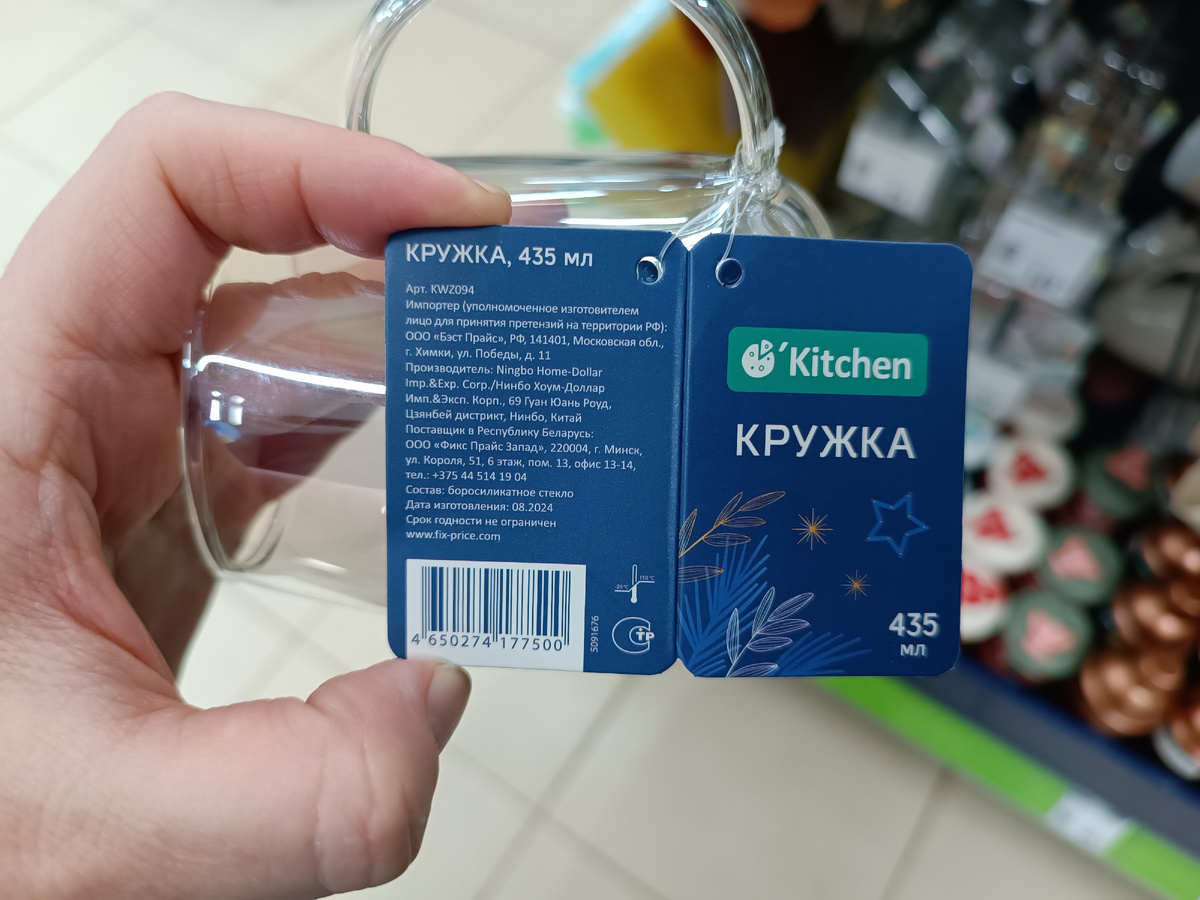 КРУЖКА, 435 мл
Арт. KWZ094
Импортер (уполномоченное изготовителем
лицо для принятия претензий на территории РФ):
ООО «Бэст Прайс», РФ, 141401, Московская обл.,
г. Химки, ул. Победы, д. 11
Производитель: Ningbo Home-Dollar
Imp.&Exp. Corp./Нинбо Хоум-Доллар
Имп.&Эксп. Корп., 69 Гуан Юань Роуд,
Цзянбей дистрикт, Нинбо, Китай
Поставщик в Республику Беларусь:
ООО «Фикс Прайс Запад», 220004, г. Минск,
ул. Короля, 51, 6 этаж, пом. 13, офис 13-14,
тел.: +375 44 514 19 04
Состав: боросиликатное стекло
Дата изготовления: 08.2024
Срок годности не ограничен
www.fix-price.com
4 650274 177500
5091676
-20 °C 150 °C
СТР
'Kitchen
КРУЖКА
435
мл